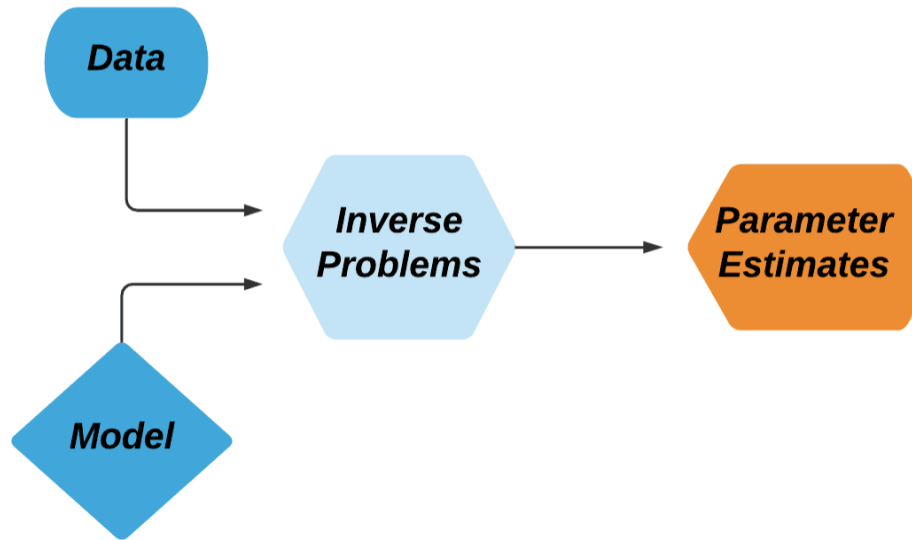 Data
Inverse
Problems
Parameter
Estimates
Model